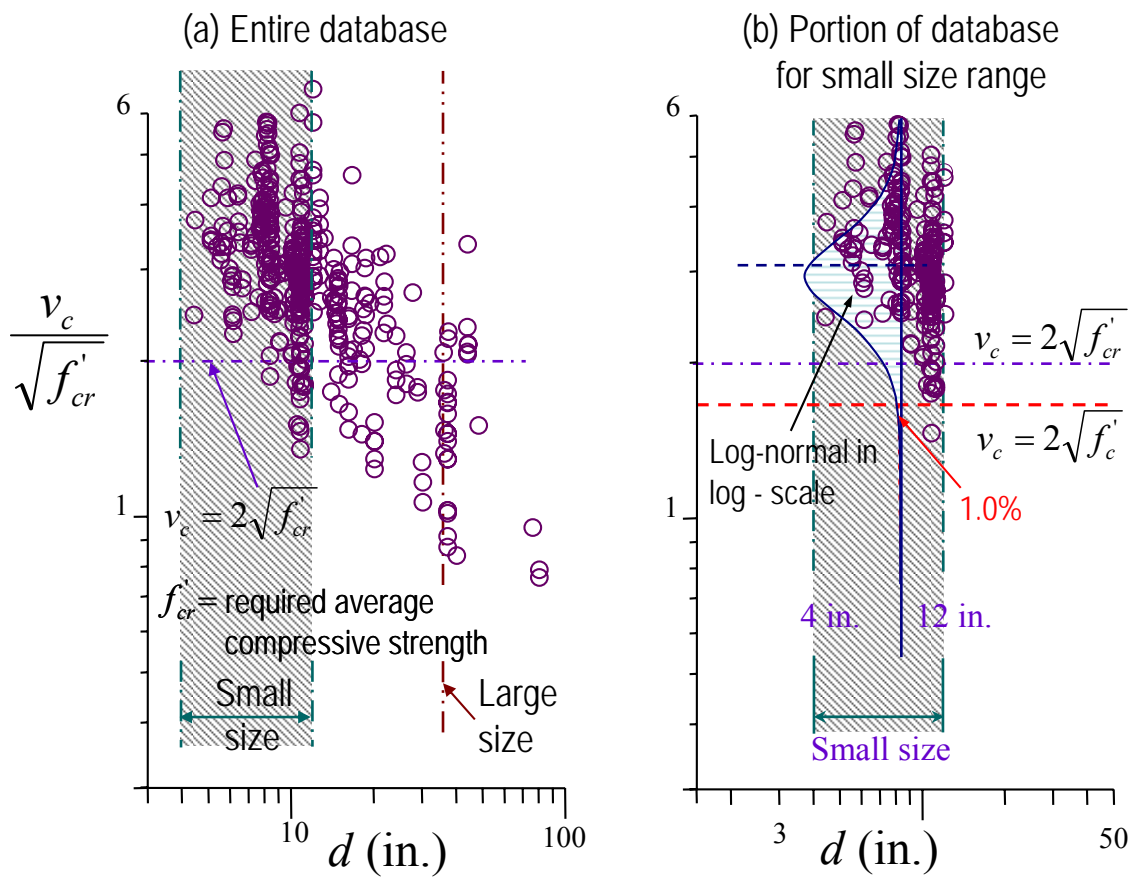 (a) Entire database
6
1
v_c / √f'_cr
v_c = 2√f'_cr
f'_cr = required average
compressive strength
Small
size
Large
size
10
100
d (in.)
(b) Portion of database
for small size range
6
1
v_c = 2√f'_cr
v_c = 2√f'_c
Log-normal in
log - scale
1.0%
4 in.
12 in.
Small size
3
10
50
d (in.)